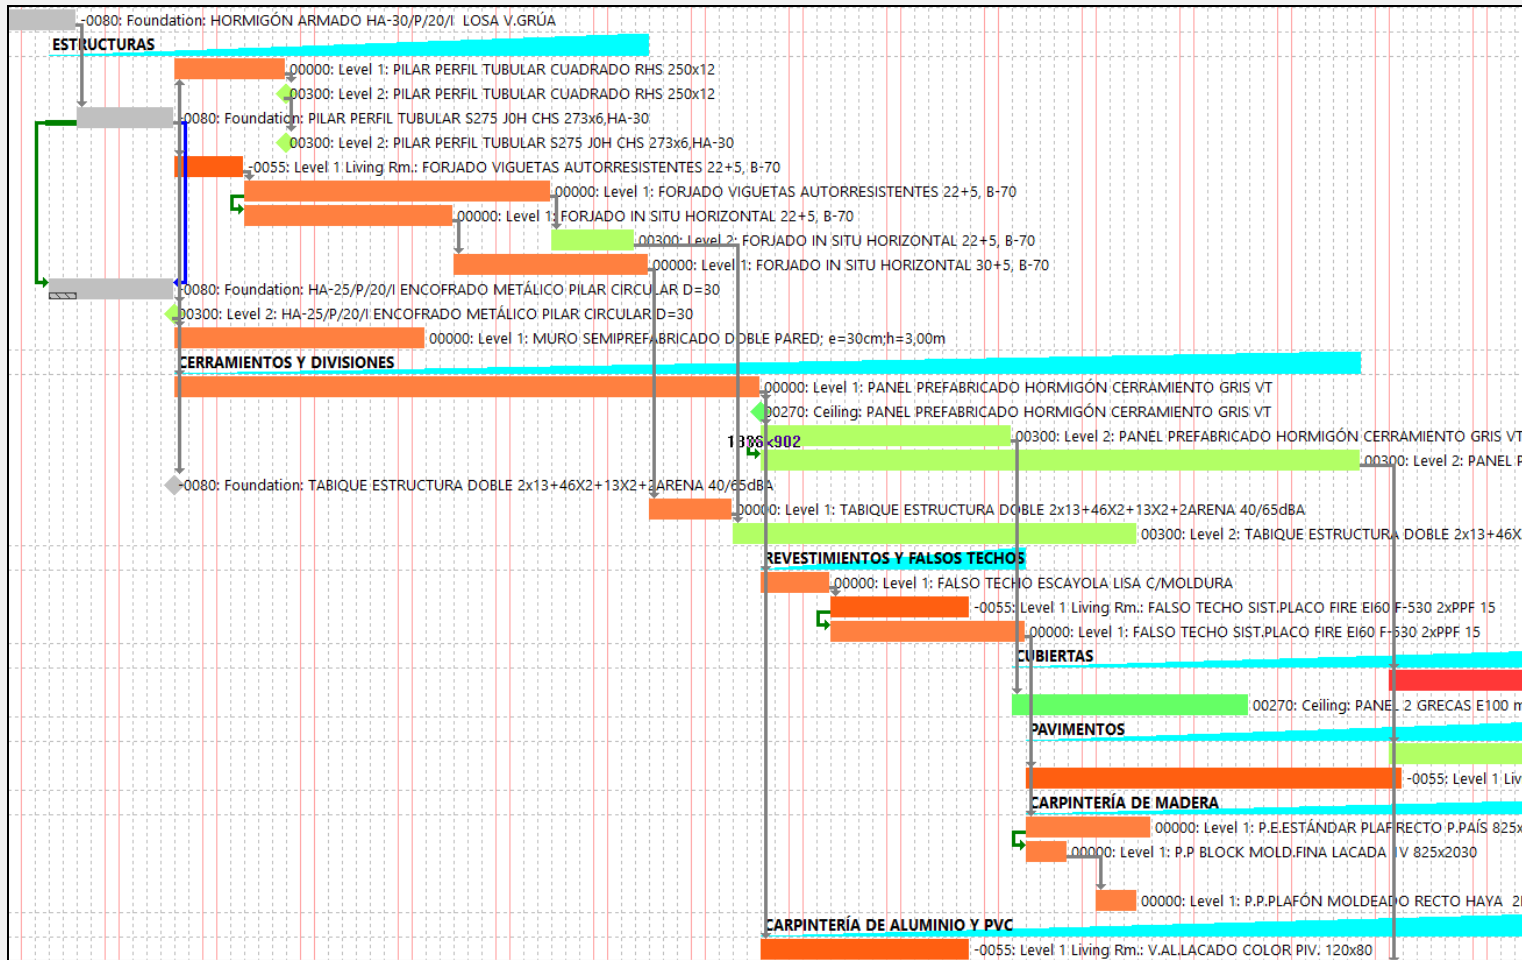 -0080: Foundation: HORMIGÓN ARMADO HA-30/P/20/I LOSA V.GRÚA
ESTRUCTURAS
00000: Level 1: PILAR PERFIL TUBULAR CUADRADO RHS 250x12
00300: Level 2: PILAR PERFIL TUBULAR CUADRADO RHS 250x12
-0080: Foundation: PILAR PERFIL TUBULAR S275 J0H CHS 273x6,HA-30
00300: Level 2: PILAR PERFIL TUBULAR S275 J0H CHS 273x6,HA-30
-0055: Level 1 Living Rm.: FORJADO VIGUETAS AUTORRESISTENTES 22+5, B-70
00000: Level 1: FORJADO VIGUETAS AUTORRESISTENTES 22+5, B-70
00000: Level 1: FORJADO IN SITU HORIZONTAL 22+5, B-70
00300: Level 2: FORJADO IN SITU HORIZONTAL 22+5, B-70
00000: Level 1: FORJADO IN SITU HORIZONTAL 30+5, B-70
-0080: Foundation: HA-25/P/20/I ENCOFRADO METÁLICO PILAR CIRCULAR D=30
00300: Level 2: HA-25/P/20/I ENCOFRADO METÁLICO PILAR CIRCULAR D=30
00000: Level 1: MURO SEMIPREFABRICADO DOBLE PARED; e=30cm;h=3,00m
CERRAMIENTOS Y DIVISIONES
00000: Level 1: PANEL PREFABRICADO HORMIGÓN CERRAMIENTO GRIS VT
00270: Ceiling: PANEL PREFABRICADO HORMIGÓN CERRAMIENTO GRIS VT
00300: Level 2: PANEL PREFABRICADO HORMIGÓN CERRAMIENTO GRIS VT
00300: Level 2: PANEL P
-0080: Foundation: TABIQUE ESTRUCTURA DOBLE 2x13+46X2+13X2+2ARENA 40/65dBA
00000: Level 1: TABIQUE ESTRUCTURA DOBLE 2x13+46X2+13X2+2ARENA 40/65dBA
00300: Level 2: TABIQUE ESTRUCTURA DOBLE 2x13+46X
REVESTIMIENTOS Y FALSOS TECHOS
00000: Level 1: FALSO TECHO ESCAYOLA LISA C/MOLDURA
-0055: Level 1 Living Rm.: FALSO TECHO SIST.PLACO FIRE EI60 F-530 2xPPF 15
00000: Level 1: FALSO TECHO SIST.PLACO FIRE EI60 F-530 2xPPF 15
CUBIERTAS
00270: Ceiling: PANEL 2 GRECAS E100 m
PAVIMENTOS
-0055: Level 1 Liv
CARPINTERÍA DE MADERA
00000: Level 1: P.E.ESTÁNDAR PLAF.RECTO P.PAÍS 825x
00000: Level 1: P.P BLOCK MOLD.FINA LACADA 1V 825x2030
00000: Level 1: P.P.PLAFÓN MOLDEADO RECTO HAYA
CARPINTERÍA DE ALUMINIO Y PVC
-0055: Level 1 Living Rm.: V.AL.LACADO COLOR PIV. 120x80